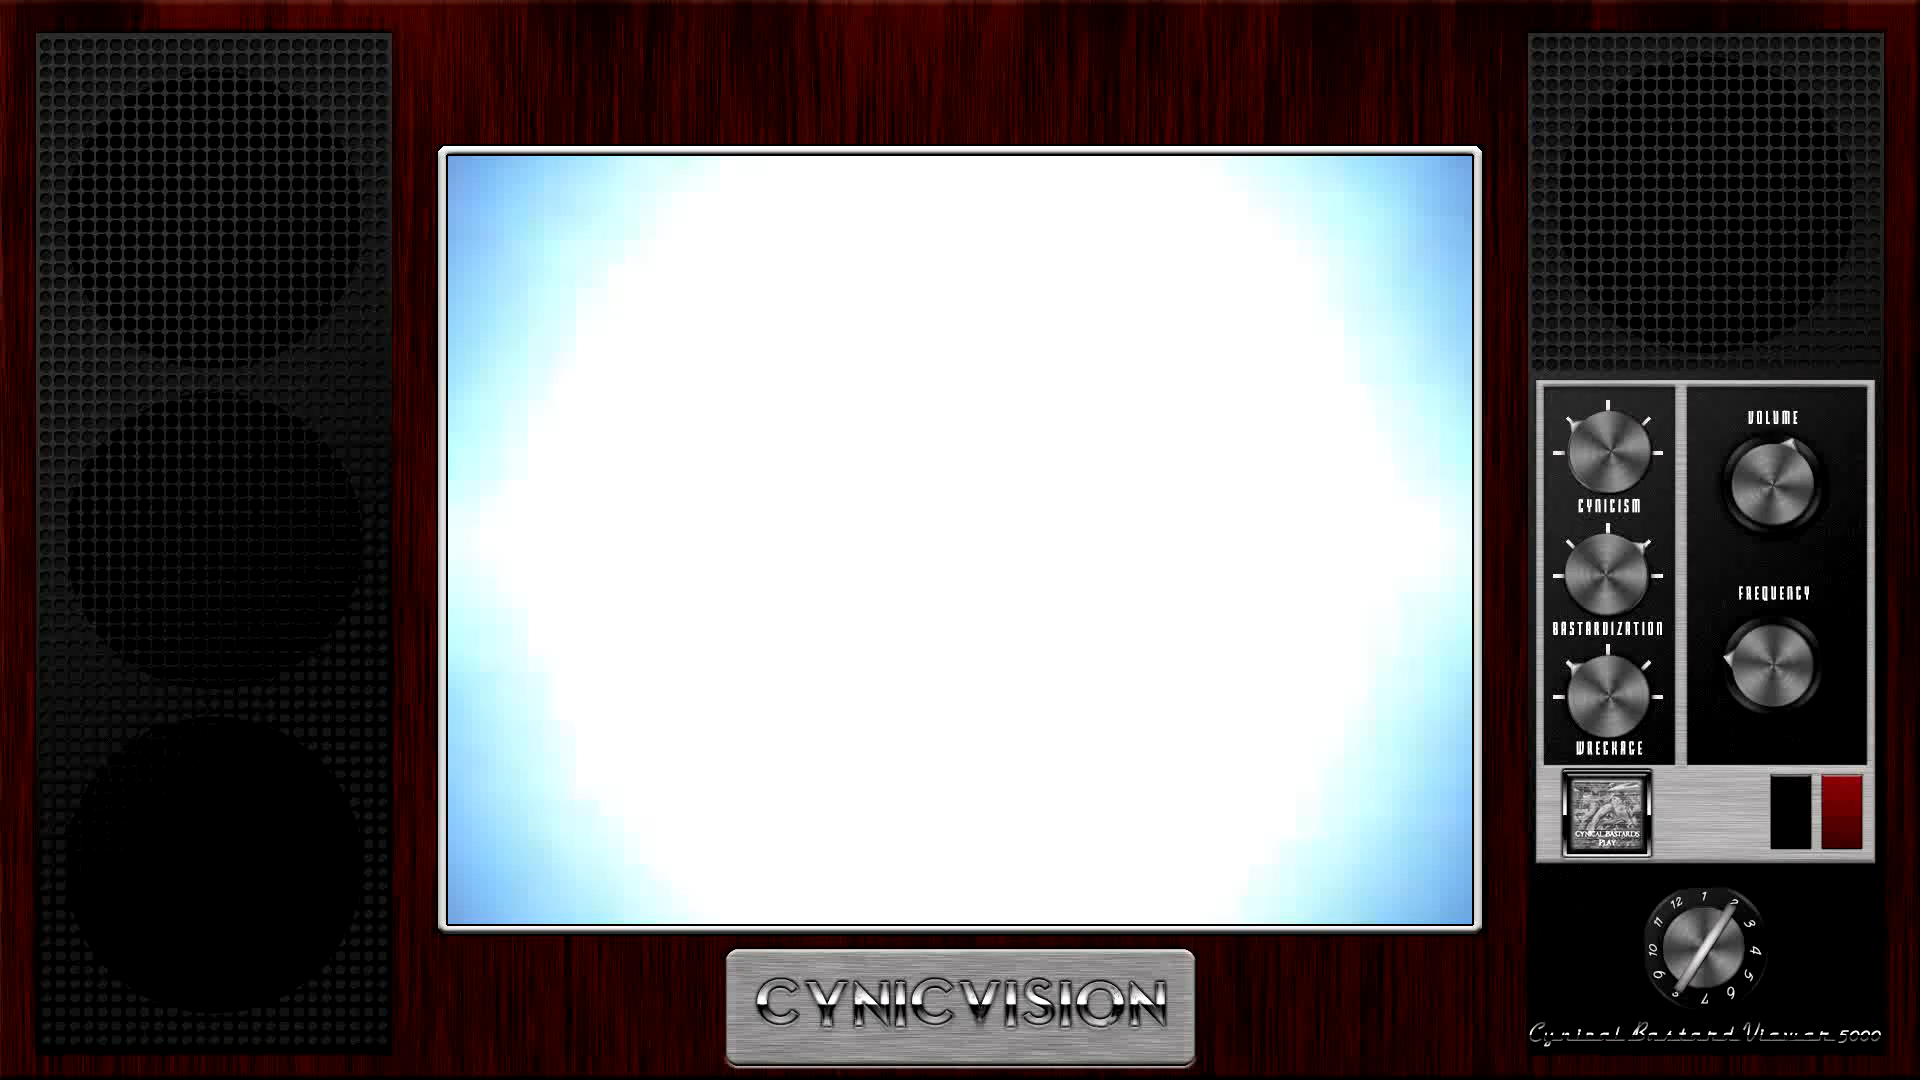 VOLUME
CYNICISM
FREQUENCY
BASTARDIZATION
WRECKAGE
CYNICAL BASTARDS
PLAY
12 1 2 3 4 5 6 7 8 9 10 11
CYNICVISION
Cynical Bastard Viewer 5000